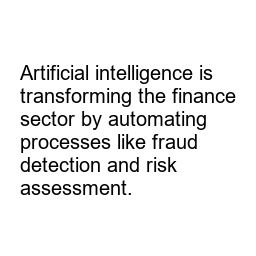 Artificial intelligence is
transforming the finance
sector by automating
processes like fraud
detection and risk
assessment.